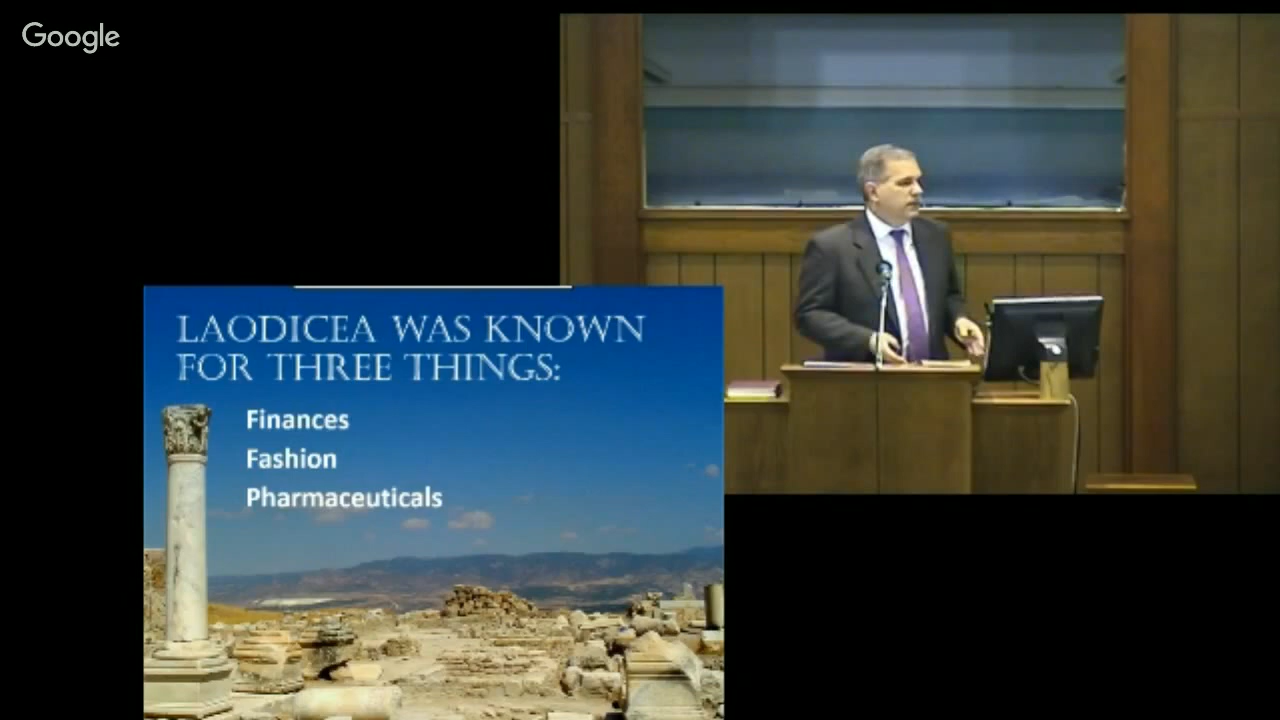 Google
LAODICEA WAS KNOWN
FOR THREE THINGS:
Finances
Fashion
Pharmaceuticals